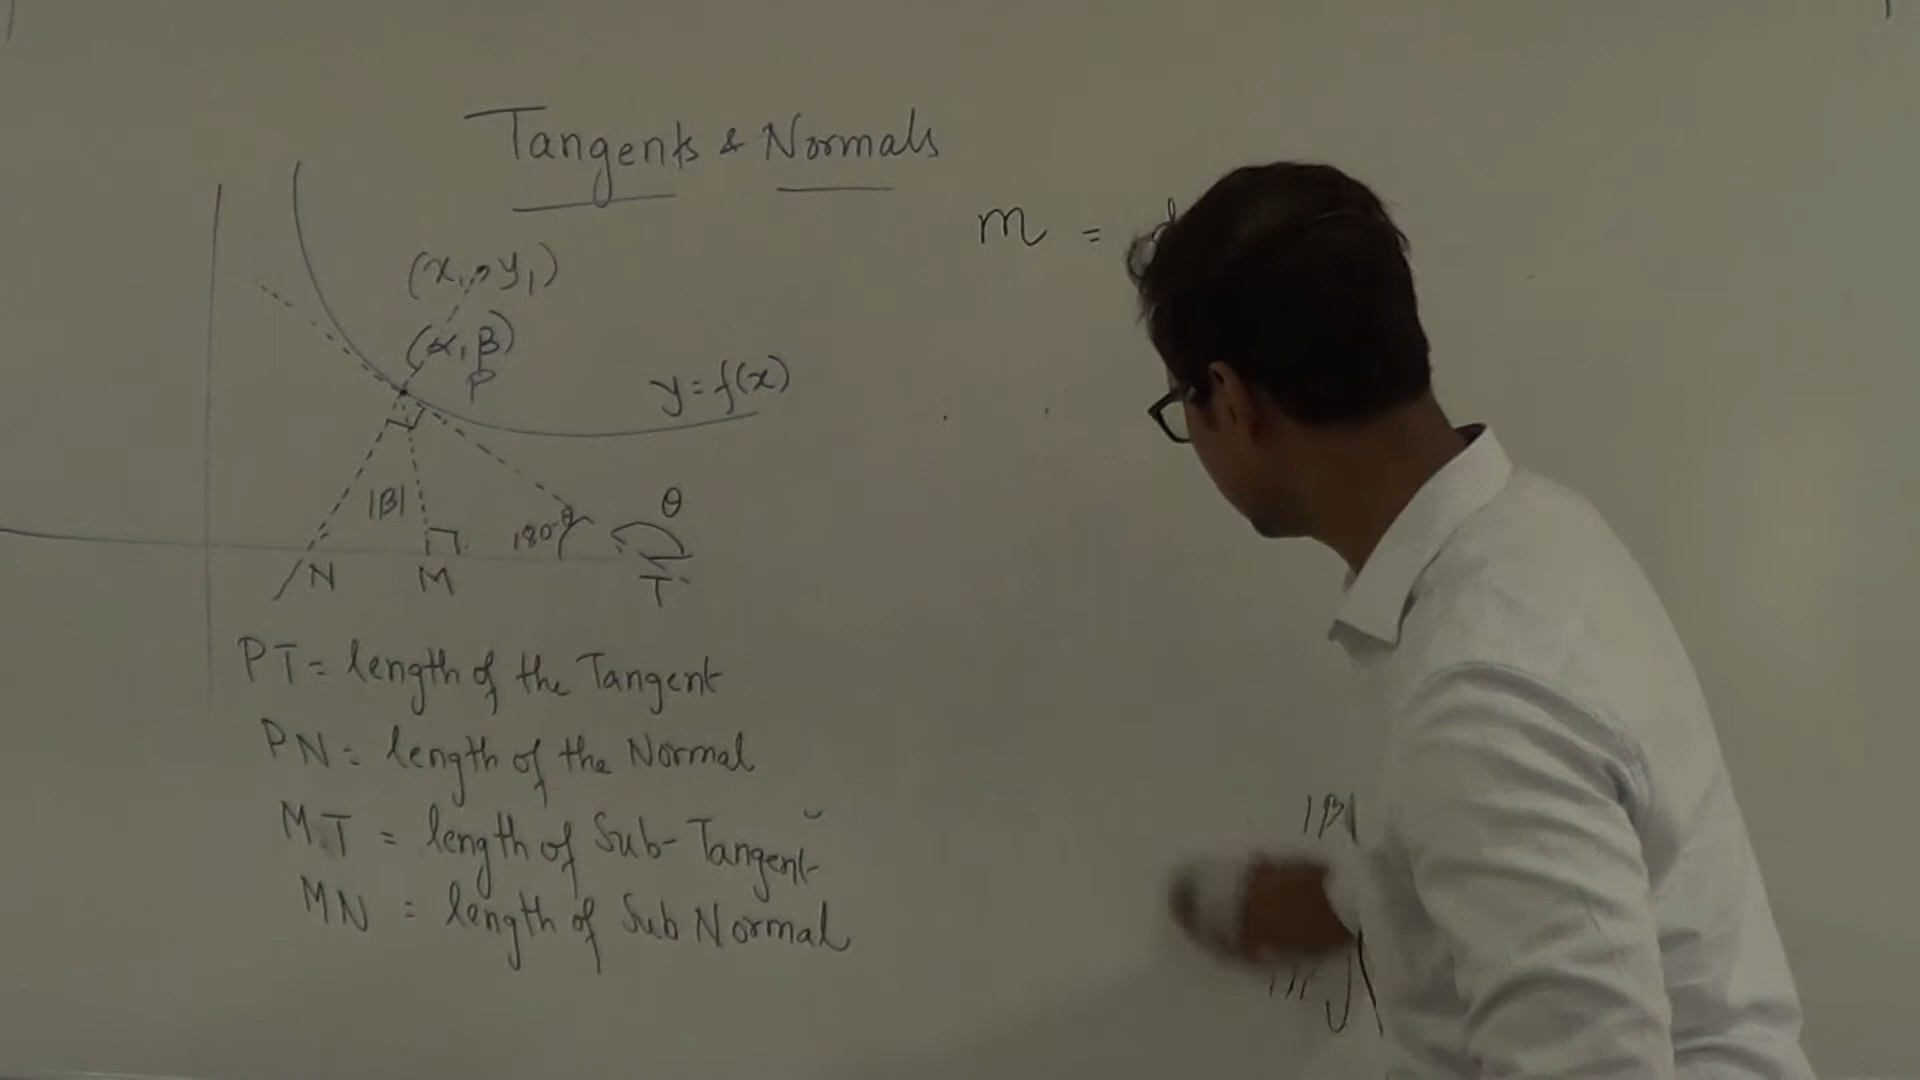 Tangents & Normals
m =
(x₁, y₁)
(α, β)
P
y = f(x)
|β|
180-θ
θ
N
M
T
PT = length of the Tangent
PN = length of the Normal
MT = length of Sub-Tangent
MN = length of Sub Normal
|β|